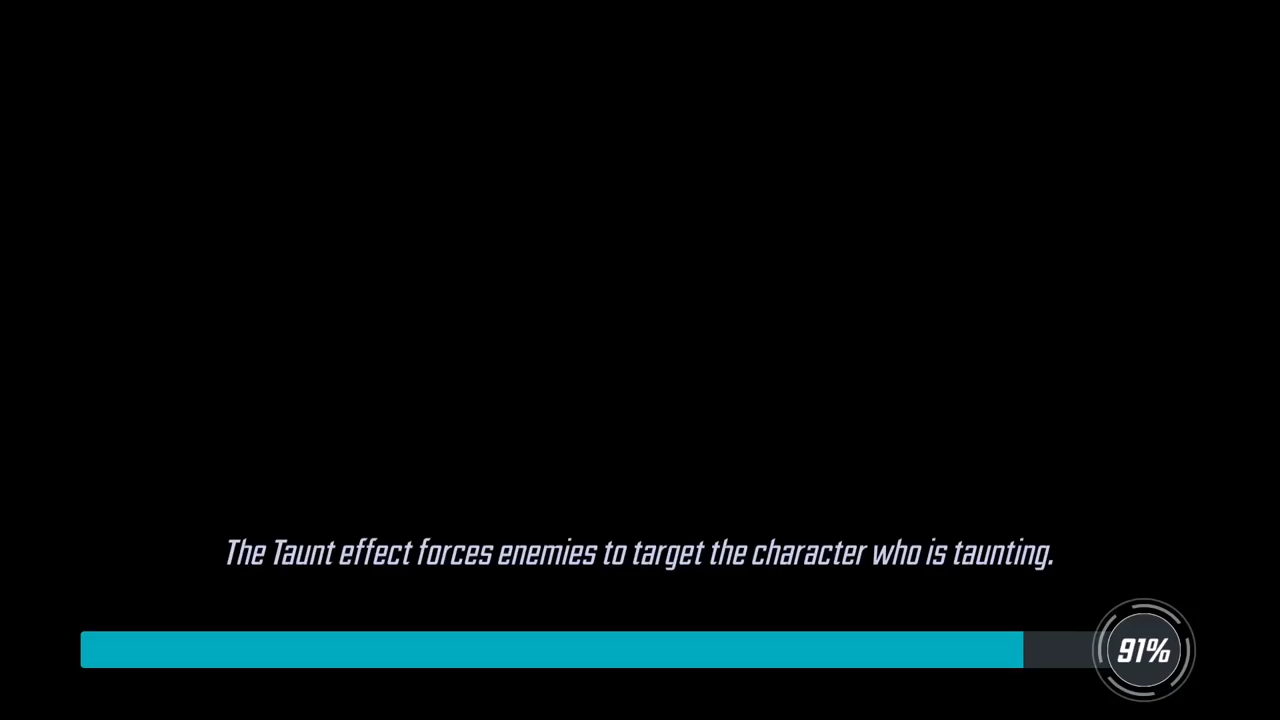 The Taunt effect forces enemies to target the character who is taunting.
91%